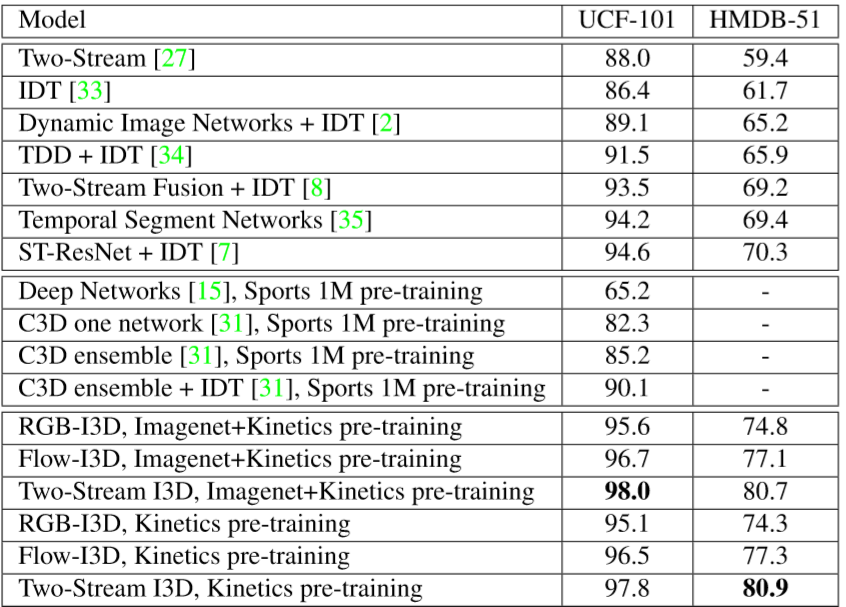 Model UCF-101 HMDB-51
Two-Stream [27] 88.0 59.4
IDT [33] 86.4 61.7
Dynamic Image Networks + IDT [2] 89.1 65.2
TDD + IDT [34] 91.5 65.9
Two-Stream Fusion + IDT [8] 93.5 69.2
Temporal Segment Networks [35] 94.2 69.4
ST-ResNet + IDT [7] 94.6 70.3
Deep Networks [15], Sports 1M pre-training 65.2 -
C3D one network [31], Sports 1M pre-training 82.3 -
C3D ensemble [31], Sports 1M pre-training 85.2 -
C3D ensemble + IDT [31], Sports 1M pre-training 90.1 -
RGB-I3D, Imagenet+Kinetics pre-training 95.6 74.8
Flow-I3D, Imagenet+Kinetics pre-training 96.7 77.1
Two-Stream I3D, Imagenet+Kinetics pre-training 98.0 80.7
RGB-I3D, Kinetics pre-training 95.1 74.3
Flow-I3D, Kinetics pre-training 96.5 77.3
Two-Stream I3D, Kinetics pre-training 97.8 80.9